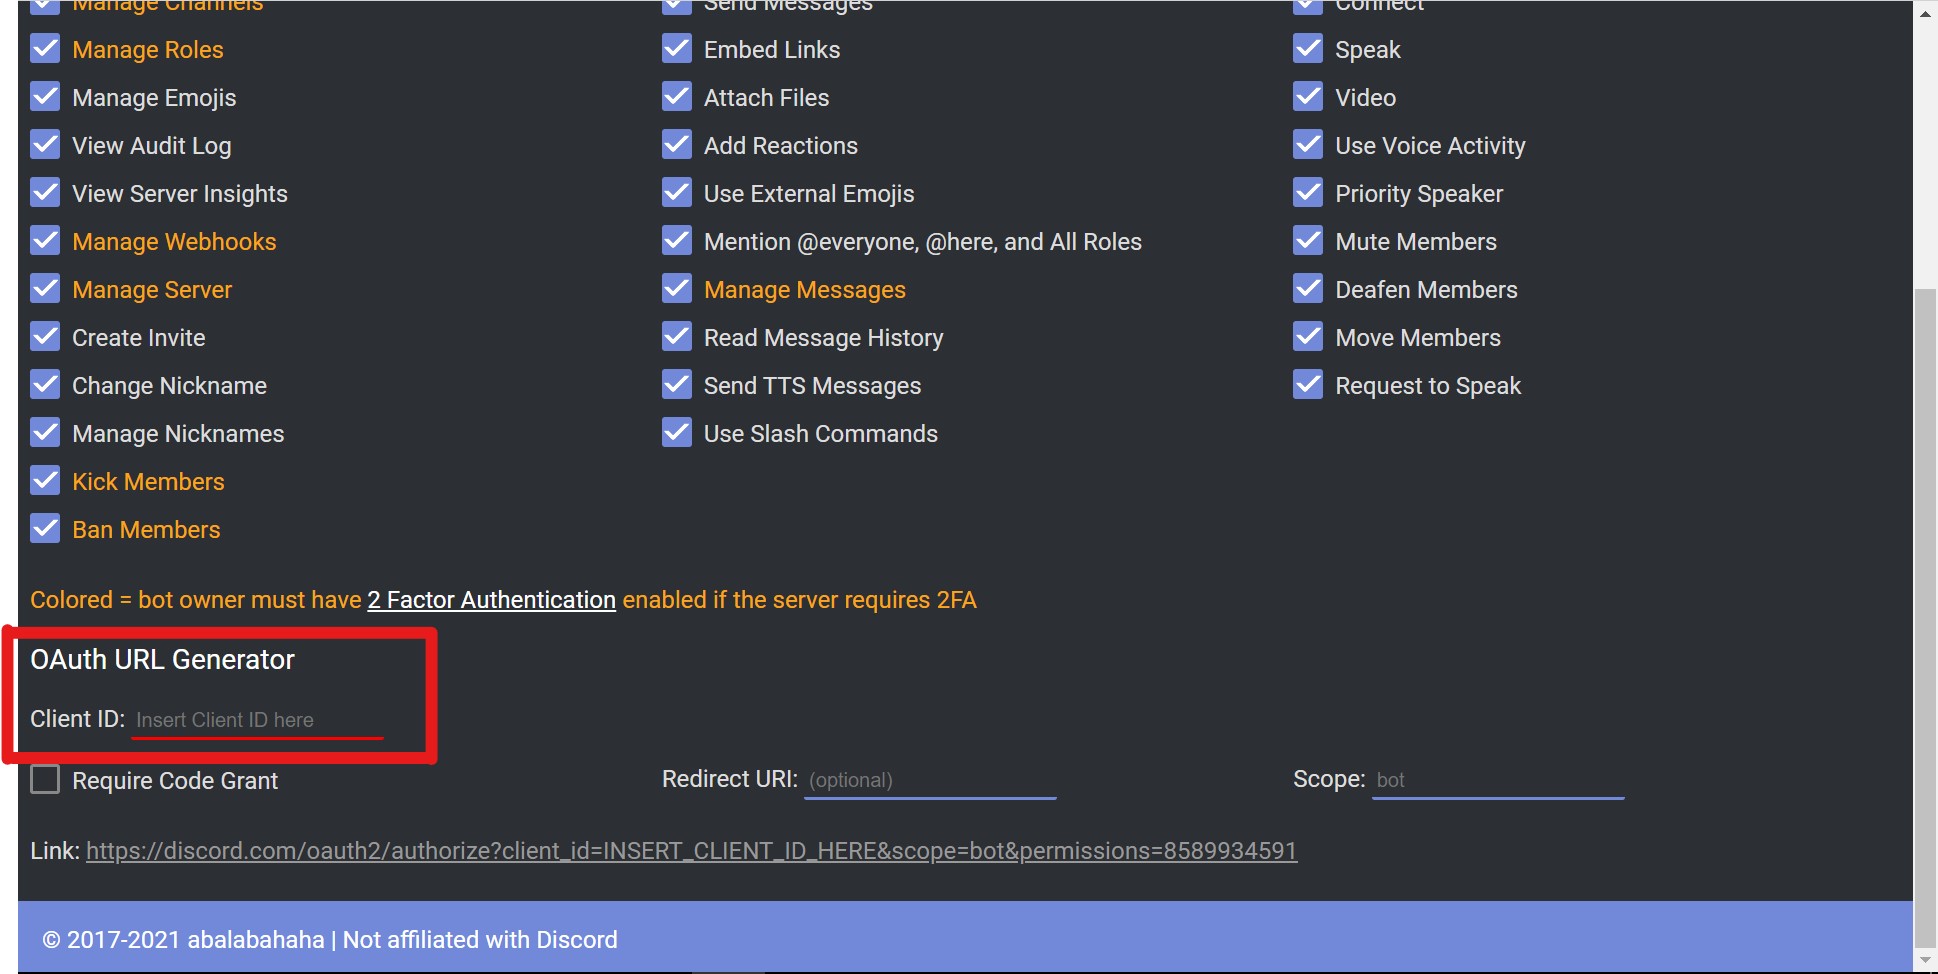 Manage Channels
Send Messages
Connect
Manage Roles
Embed Links
Speak
Manage Emojis
Attach Files
Video
View Audit Log
Add Reactions
Use Voice Activity
View Server Insights
Use External Emojis
Priority Speaker
Manage Webhooks
Mention @everyone, @here, and All Roles
Mute Members
Manage Server
Manage Messages
Deafen Members
Create Invite
Read Message History
Move Members
Change Nickname
Send TTS Messages
Request to Speak
Manage Nicknames
Use Slash Commands
Kick Members
Ban Members
Colored = bot owner must have 2 Factor Authentication enabled if the server requires 2FA
OAuth URL Generator
Client ID: Insert Client ID here
Require Code Grant
Redirect URI: (optional)
Scope: bot
Link: https://discord.com/oauth2/authorize?client_id=INSERT_CLIENT_ID_HERE&scope=bot&permissions=8589934591
© 2017-2021 abalabahaha | Not affiliated with Discord